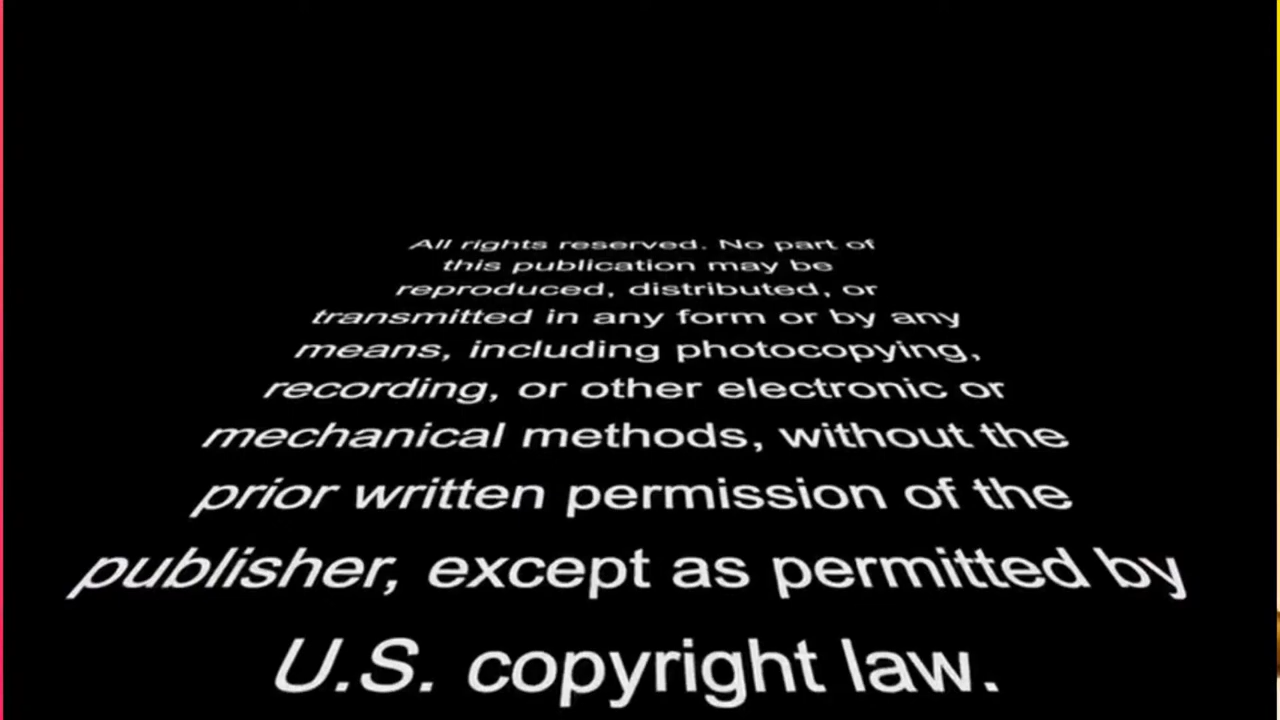 All rights reserved. No part of
this publication may be
reproduced, distributed, or
transmitted in any form or by any
means, including photocopying,
recording, or other electronic or
mechanical methods, without the
prior written permission of the
publisher, except as permitted by
U.S. copyright law.